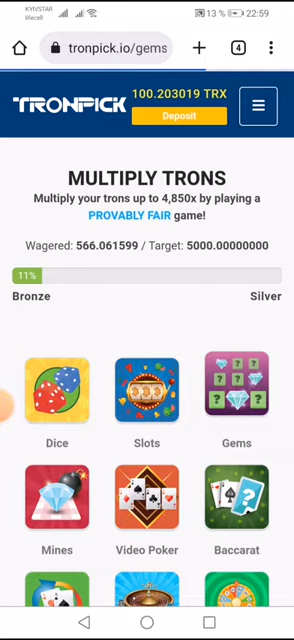 KYIVSTAR
lifecell
13 %
22:59
tronpick.io/gems
4
TRONPICK
100.203019 TRX
Deposit
MULTIPLY TRONS
Multiply your trons up to 4,850x by playing a
PROVABLY FAIR game!
Wagered: 566.061599 / Target: 5000.00000000
11%
Bronze
Silver
Dice
Slots
Gems
Mines
Video Poker
Baccarat